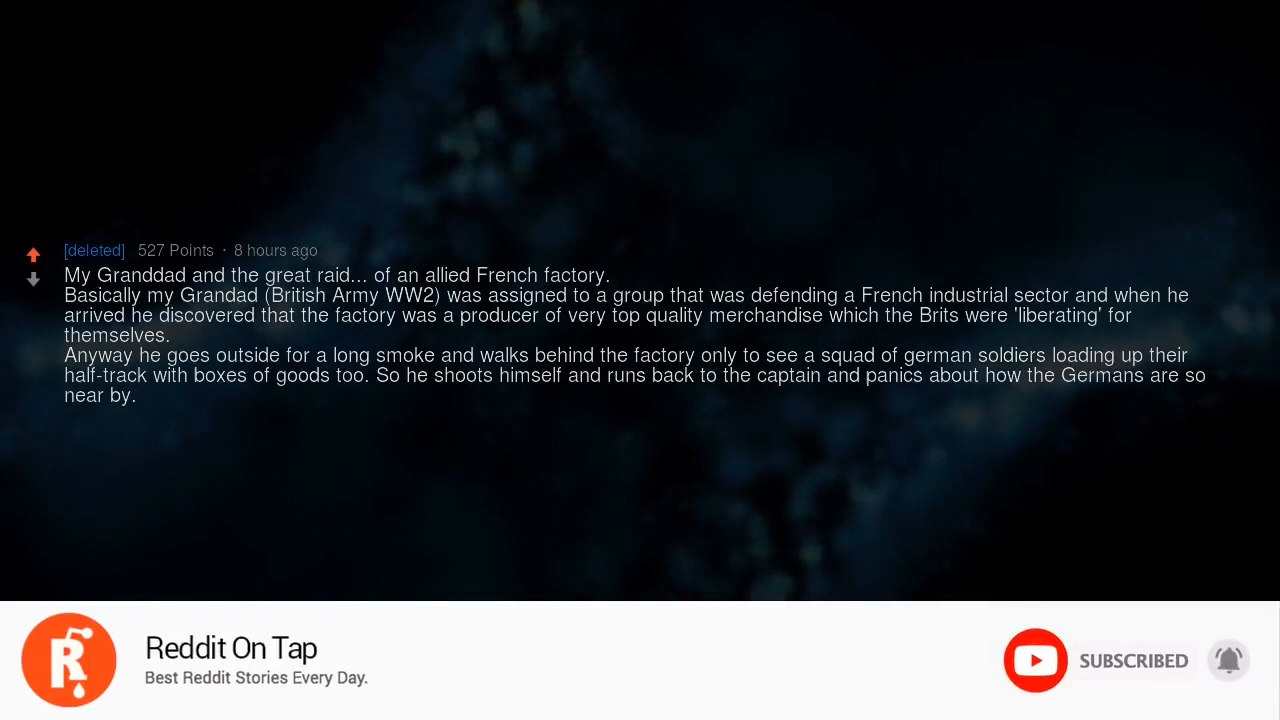 [deleted] 527 Points · 8 hours ago
My Granddad and the great raid... of an allied French factory.
Basically my Grandad (British Army WW2) was assigned to a group that was defending a French industrial sector and when he
arrived he discovered that the factory was a producer of very top quality merchandise which the Brits were 'liberating' for
themselves.
Anyway he goes outside for a long smoke and walks behind the factory only to see a squad of german soldiers loading up their
half-track with boxes of goods too. So he shoots himself and runs back to the captain and panics about how the Germans are so
near by.
Reddit On Tap
Best Reddit Stories Every Day.
SUBSCRIBED